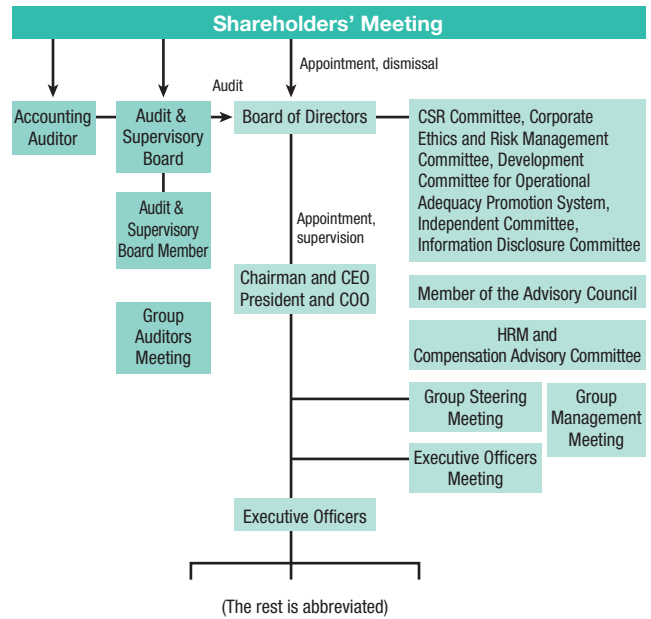 Shareholders’ Meeting
Appointment, dismissal
Audit
Accounting
Auditor
Audit &
Supervisory
Board
Board of Directors
CSR Committee, Corporate
Ethics and Risk Management
Committee, Development
Committee for Operational
Adequacy Promotion System,
Independent Committee,
Information Disclosure Committee
Audit &
Supervisory
Board Member
Appointment,
supervision
Chairman and CEO
President and COO
Member of the Advisory Council
Group
Auditors
Meeting
HRM and
Compensation Advisory Committee
Group Steering
Meeting
Group
Management
Meeting
Executive Officers
Meeting
Executive Officers
(The rest is abbreviated)